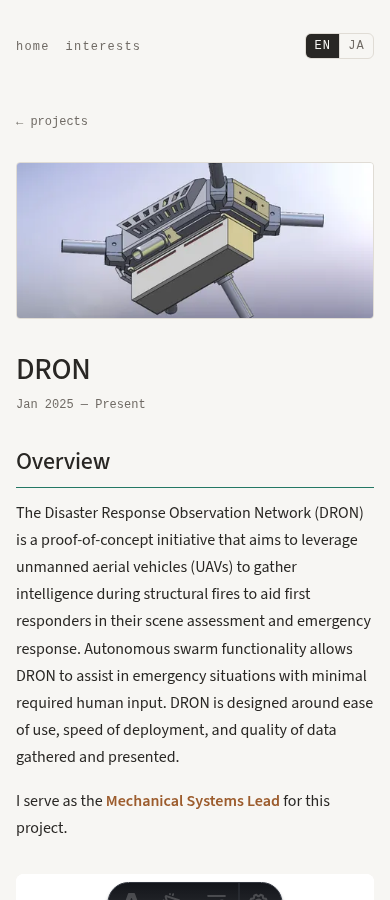 home interests EN JA
← projects
DRON
Jan 2025 — Present
Overview
The Disaster Response Observation Network (DRON)
is a proof-of-concept initiative that aims to leverage
unmanned aerial vehicles (UAVs) to gather
intelligence during structural fires to aid first
responders in their scene assessment and emergency
response. Autonomous swarm functionality allows
DRON to assist in emergency situations with minimal
required human input. DRON is designed around ease
of use, speed of deployment, and quality of data
gathered and presented.
I serve as the Mechanical Systems Lead for this
project.